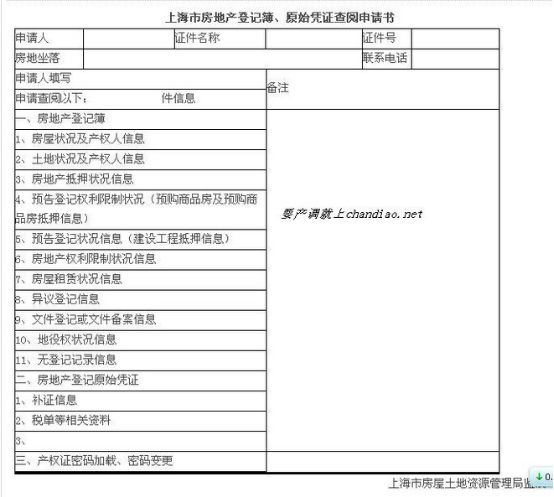 上海市房地产登记簿、原始凭证查阅申请书
申请人 证件名称 证件号
房地坐落 联系电话
申请人填写
备注
申请查阅以下: 件信息
一、房地产登记簿
1、房屋状况及产权人信息
2、土地状况及产权人信息
3、房地产抵押状况信息
4、预告登记权利限制状况（预购商品房及预购商
品房抵押信息）
要产调就上chandiao.net
5、预告登记状况信息（建设工程抵押信息）
6、房地产权利限制状况信息
7、房屋租赁状况信息
8、异议登记信息
9、文件登记或文件备案信息
10、地役权状况信息
11、无登记记录信息
二、房地产登记原始凭证
1、补证信息
2、税单等相关资料
3、
三、产权证密码加载、密码变更
上海市房屋土地资源管理局监